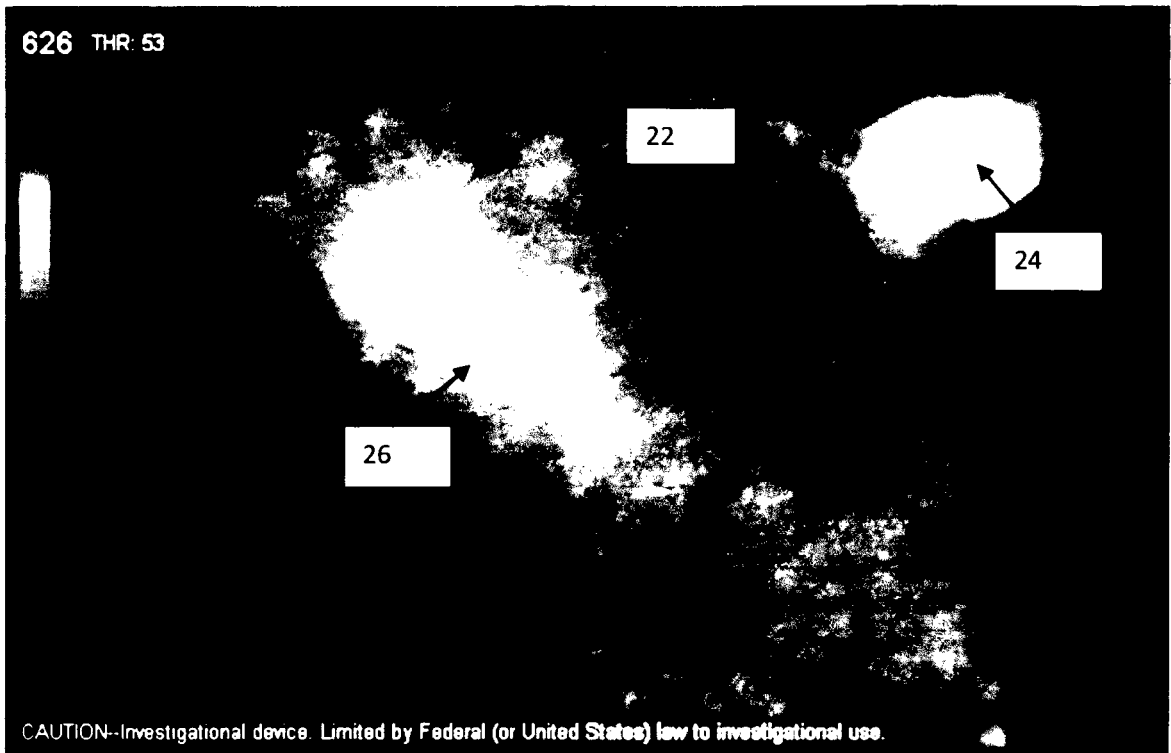 626 THR: 53
22
24
26
CAUTION--Investigational device. Limited by Federal (or United States) law to investigational use.